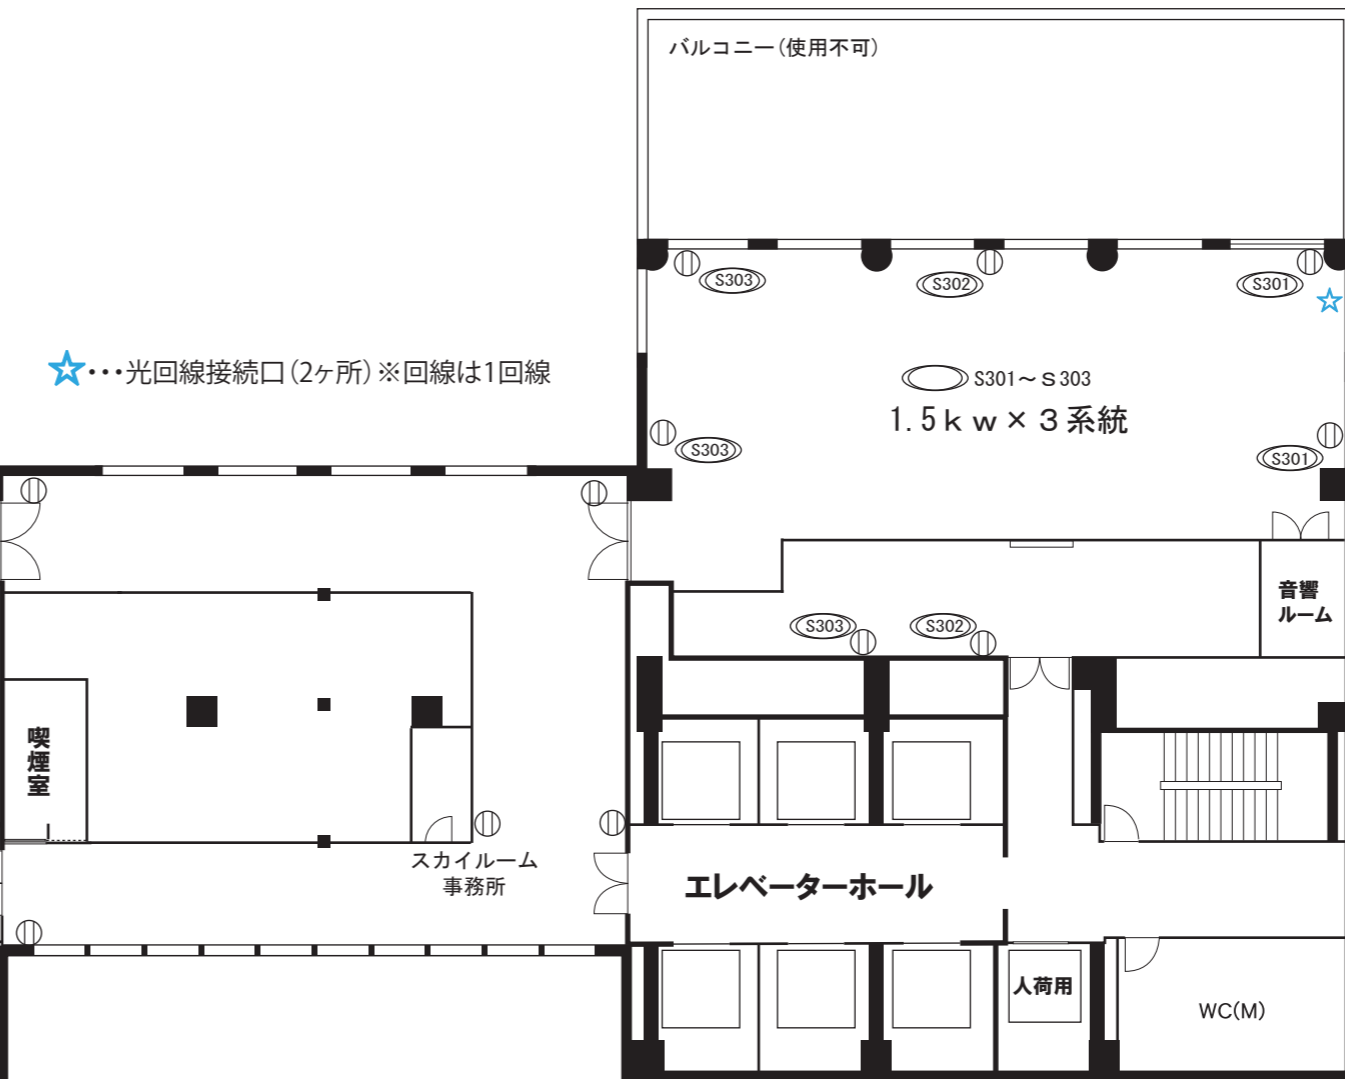 バルコニー（使用不可）
S303
S302
S301
☆・・・光回線接続口（2ヶ所）※回線は1回線
S301～Ｓ303
1.5ｋｗ×３系統
S303
S301
音響
ルーム
S303
S302
喫煙室
スカイルーム
事務所
エレベーターホール
人荷用
WC(M)